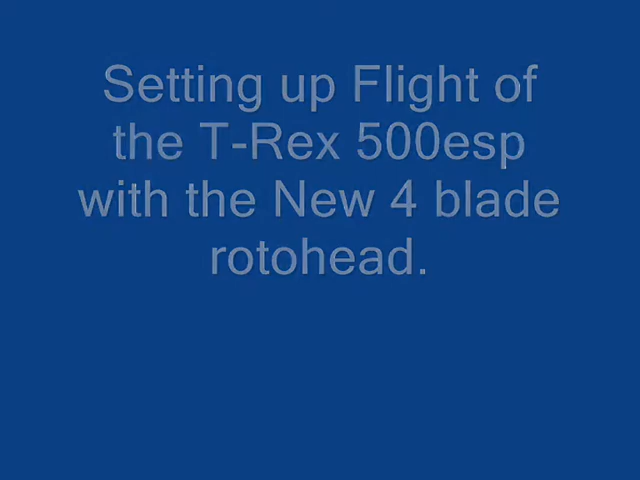 Setting up Flight of
the T-Rex 500esp
with the New 4 blade
rotohead.